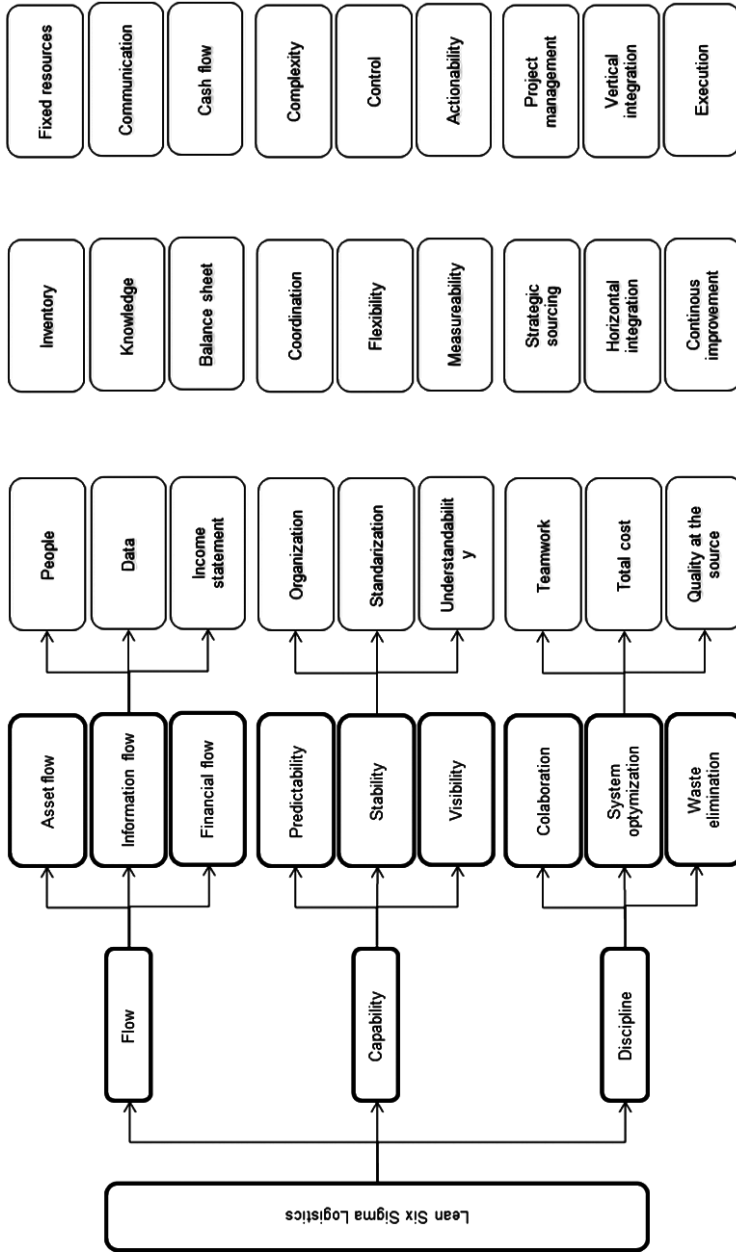 Lean Six Sigma Logistics
Flow
Asset flow
People
Inventory
Fixed resources
Information flow
Data
Knowledge
Communication
Financial flow
Income
statement
Balance sheet
Cash flow
Capability
Predictability
Organization
Coordination
Complexity
Stability
Standarization
Flexibility
Control
Visibility
Understandabilit
y
Measureability
Actionability
Discipline
Colaboration
Teamwork
Strategic
sourcing
Project
management
System
optymization
Total cost
Horizontal
integration
Vertical
integration
Waste
elimination
Quality at the
source
Continous
improvement
Execution